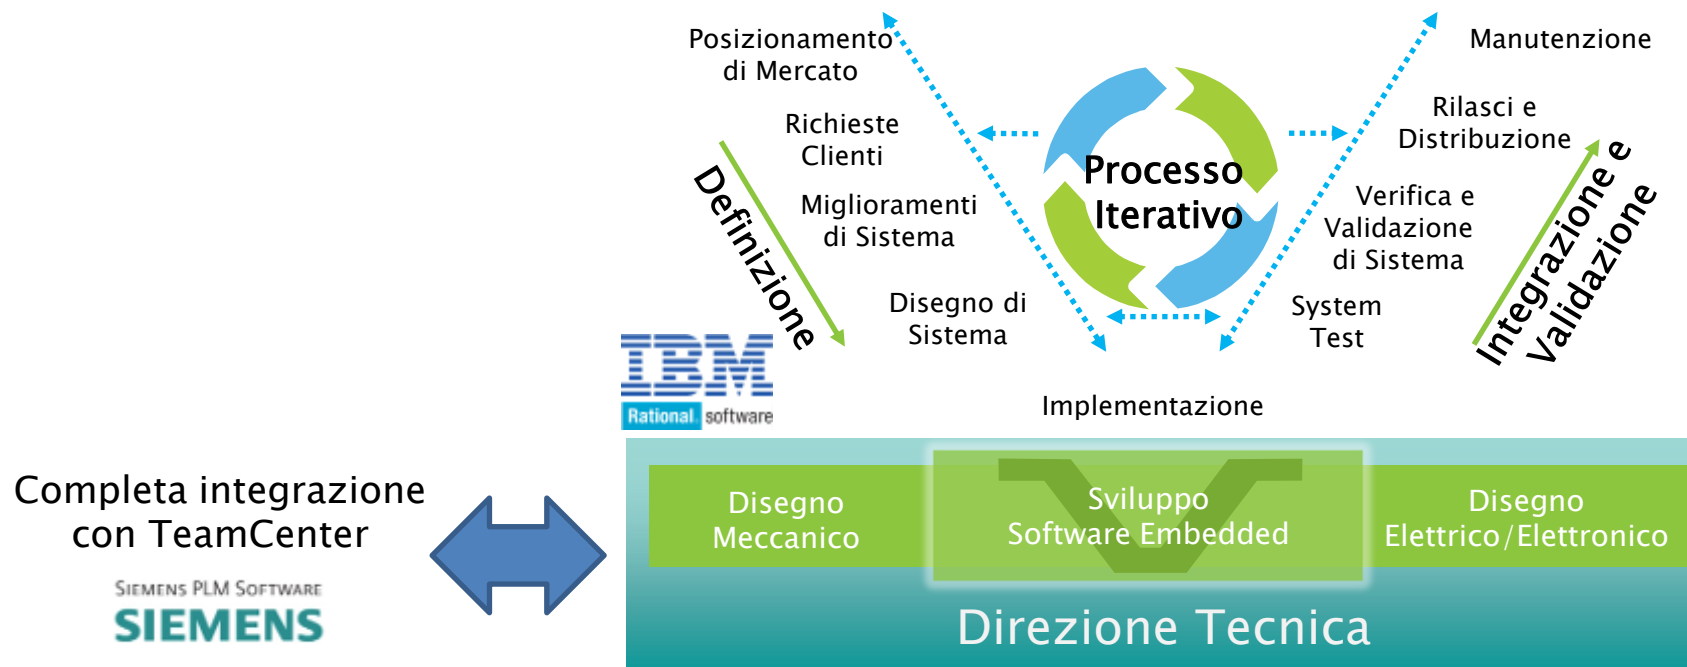 Posizionamento
di Mercato
Richieste
Clienti
Miglioramenti
di Sistema
Disegno di
Sistema
Definizione
Processo
Iterativo
Manutenzione
Rilasci e
Distribuzione
Verifica e
Validazione
di Sistema
System
Test
Integrazione e
Validazione
Implementazione
IBM
Rational. software
Completa integrazione
con TeamCenter
SIEMENS PLM SOFTWARE
SIEMENS
Disegno
Meccanico
Sviluppo
Software Embedded
Disegno
Elettrico/Elettronico
Direzione Tecnica